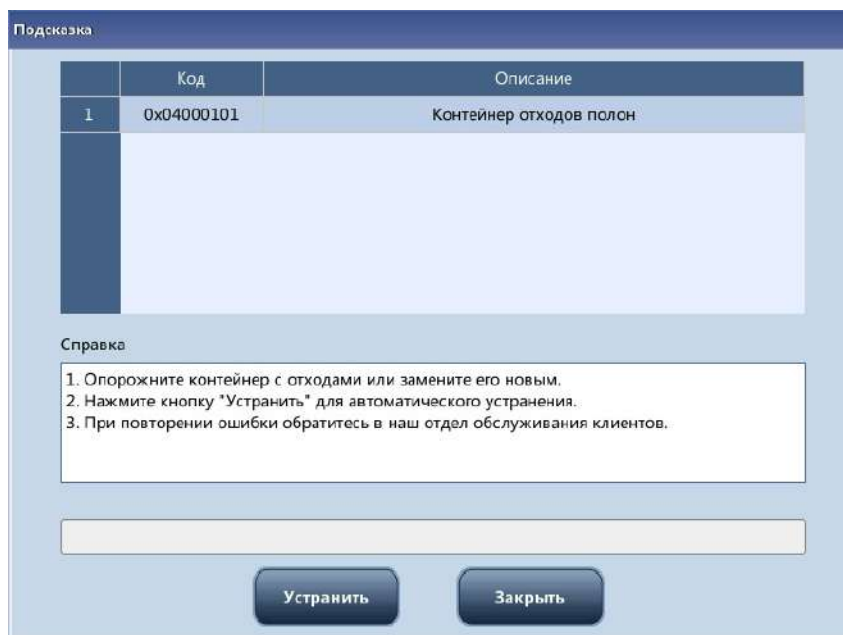 Подсказка
Код Описание
1 0x04000101 Контейнер отходов полон
Справка
1. Опорожните контейнер с отходами или замените его новым.
2. Нажмите кнопку "Устранить" для автоматического устранения.
3. При повторении ошибки обратитесь в наш отдел обслуживания клиентов.
Устранить Закрыть